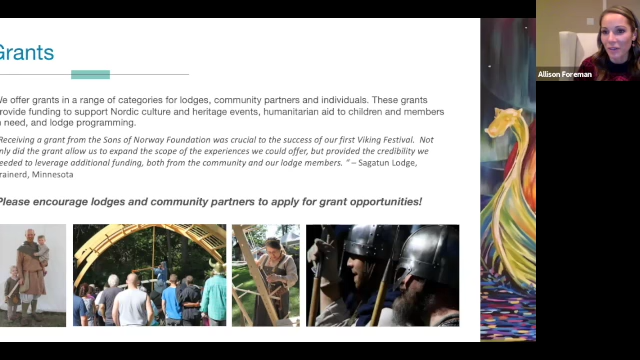 Grants
Allison Foreman
We offer grants in a range of categories for lodges, community partners and individuals. These grants
provide funding to support Nordic culture and heritage events, humanitarian aid to children and members
in need, and lodge programming.
"Receiving a grant from the Sons of Norway Foundation was crucial to the success of our first Viking Festival. Not
only did the grant allow us to expand the scope of the experiences we could offer, but provided the credibility we
needed to leverage additional funding, both from the community and our lodge members. " – Sagatun Lodge,
Brainerd, Minnesota
Please encourage lodges and community partners to apply for grant opportunities!